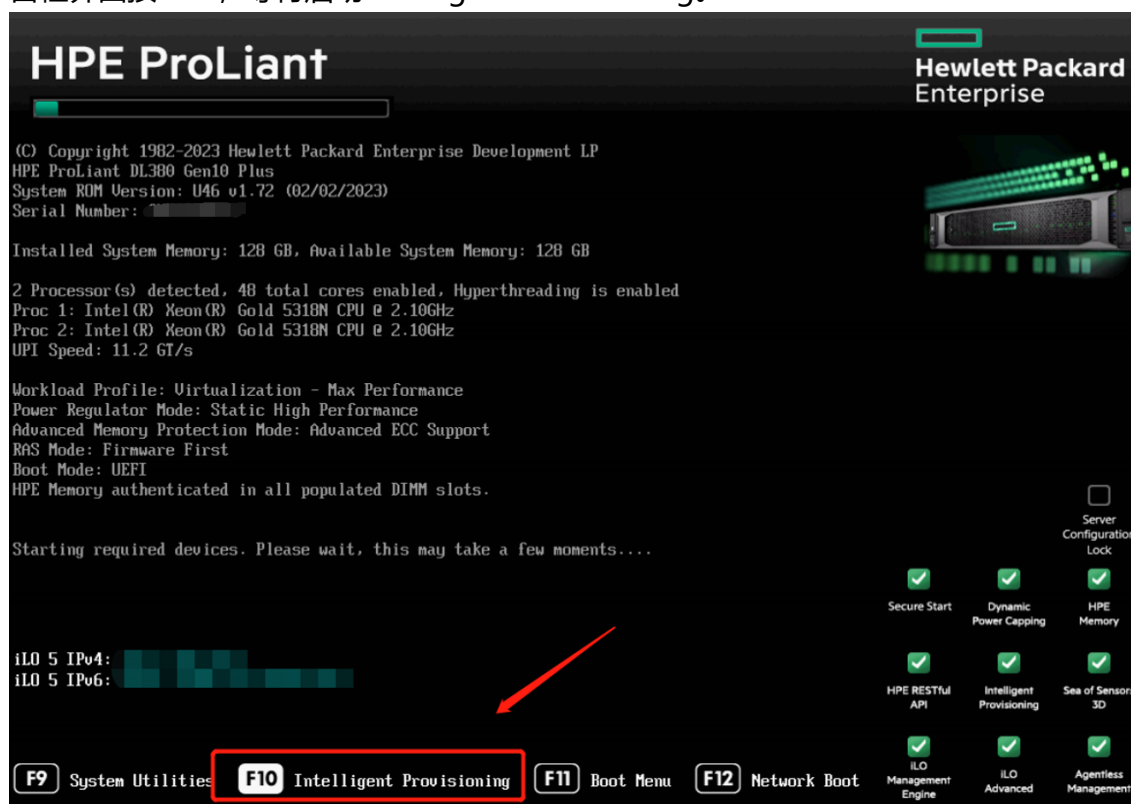 HPE ProLiant
Hewlett Packard
Enterprise
(C) Copyright 1982-2023 Hewlett Packard Enterprise Development LP
HPE ProLiant DL380 Gen10 Plus
System ROM Version: U46 v1.72 (02/02/2023)
Serial Number:
Installed System Memory: 128 GB, Available System Memory: 128 GB
2 Processor(s) detected, 48 total cores enabled, Hyperthreading is enabled
Proc 1: Intel(R) Xeon(R) Gold 5318N CPU @ 2.10GHz
Proc 2: Intel(R) Xeon(R) Gold 5318N CPU @ 2.10GHz
UPI Speed: 11.2 GT/s
Workload Profile: Virtualization - Max Performance
Power Regulator Mode: Static High Performance
Advanced Memory Protection Mode: Advanced ECC Support
RAS Mode: Firmware First
Boot Mode: UEFI
HPE Memory authenticated in all populated DIMM slots.
Starting required devices. Please wait, this may take a few moments....
Server
Configuration
Lock
Secure Start
Dynamic
Power Capping
HPE
Memory
iLO 5 IPv4:
iLO 5 IPv6:
HPE RESTful
API
Intelligent
Provisioning
Sea of Sensors
3D
iLO
Management
Engine
iLO
Advanced
Agentless
Management
F9 System Utilities F10 Intelligent Provisioning F11 Boot Menu F12 Network Boot